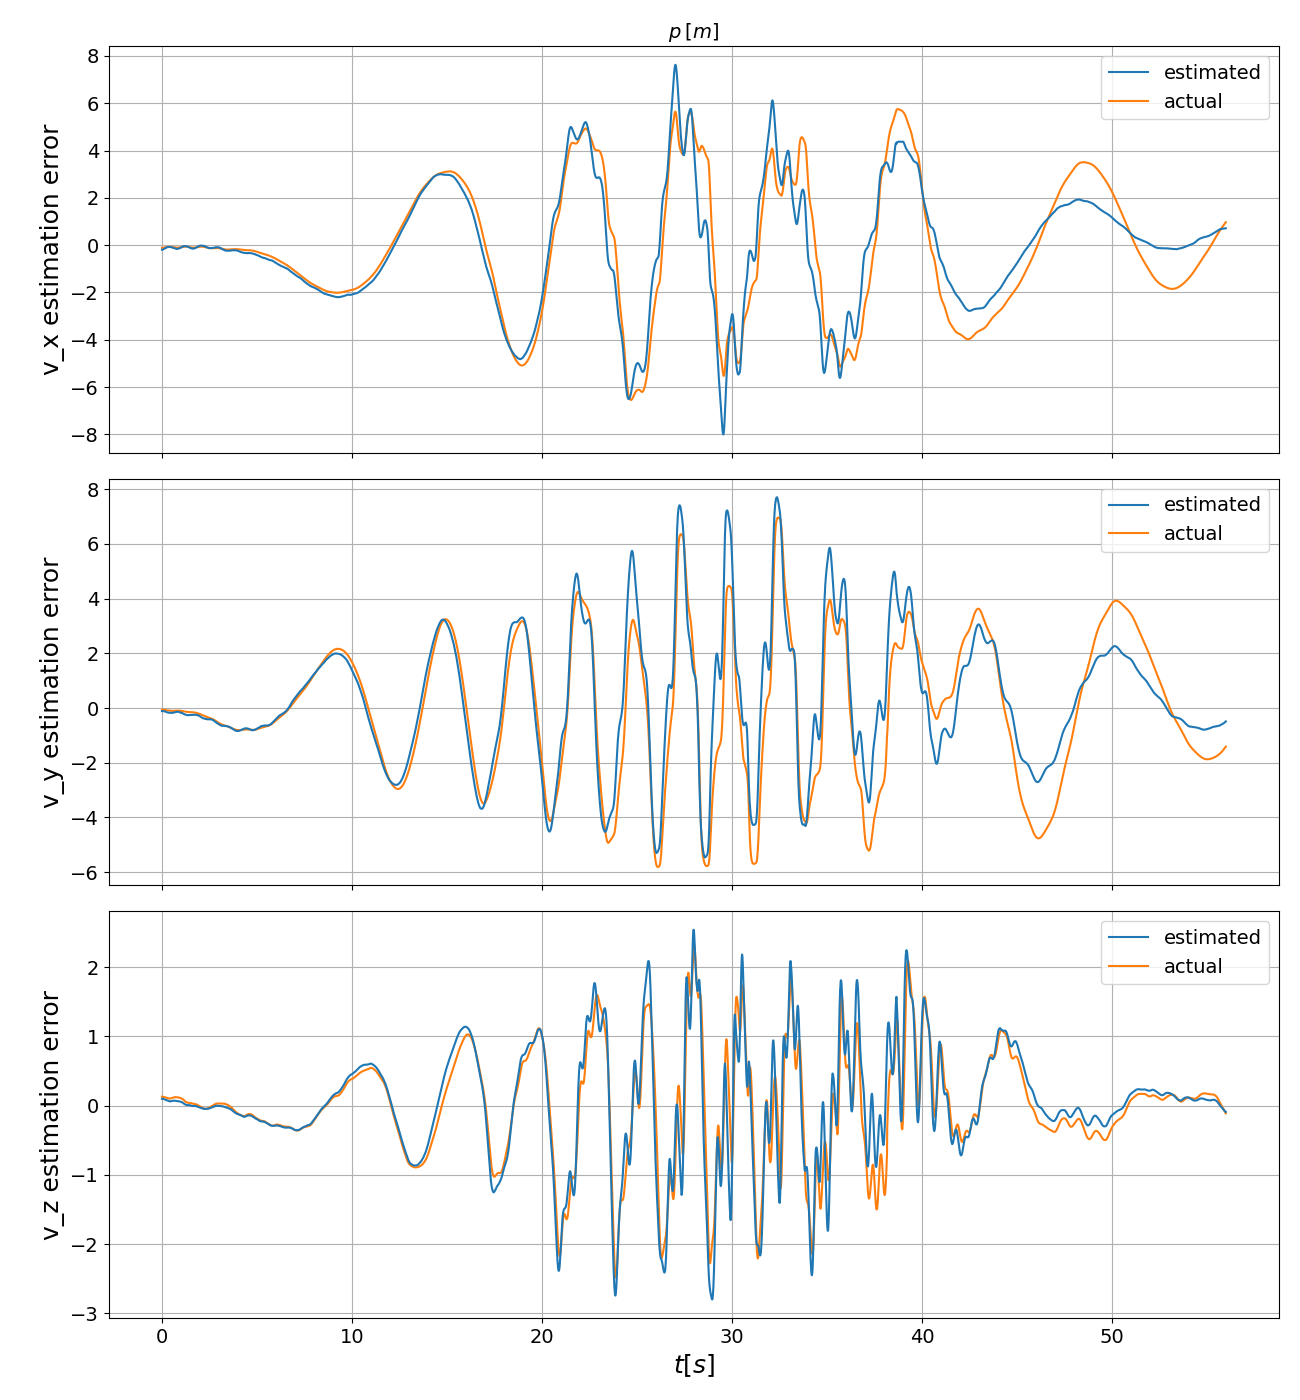 p [m]
8
6
4
2
0
−2
−4
−6
−8
v_x estimation error
estimated
actual
8
6
4
2
0
−2
−4
−6
v_y estimation error
estimated
actual
2
1
0
−1
−2
−3
v_z estimation error
estimated
actual
0 10 20 30 40 50
t[s]